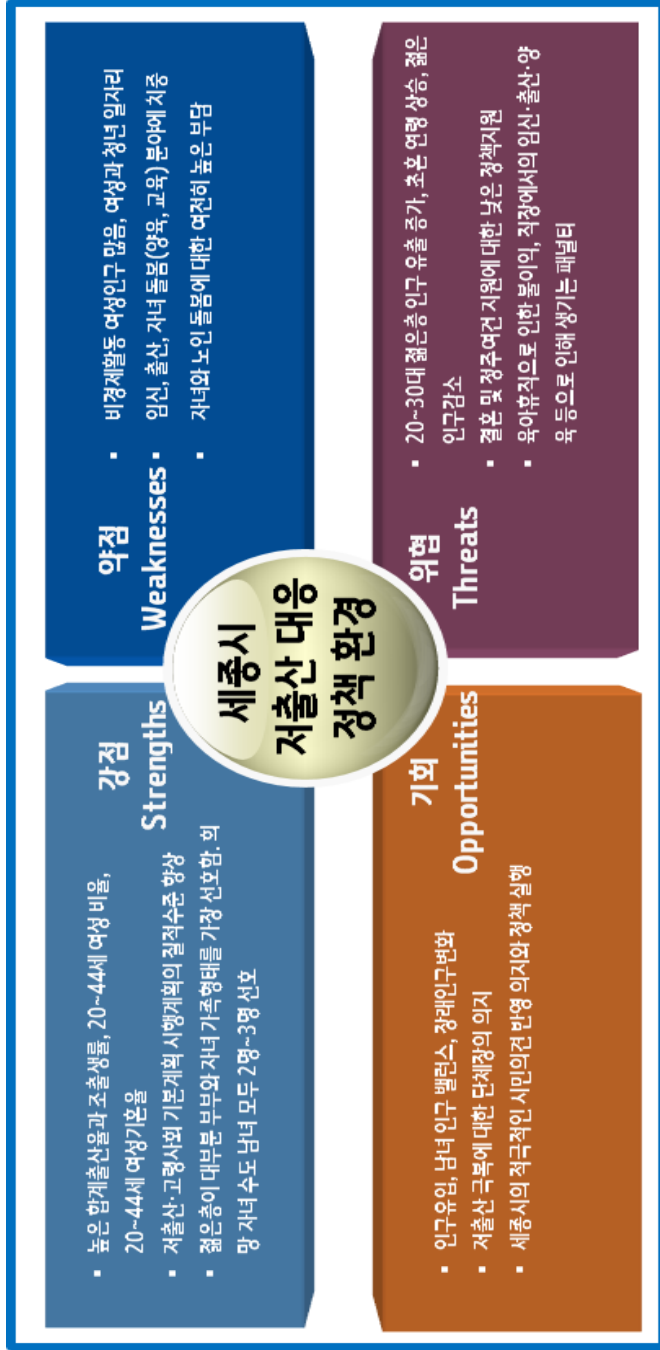 강점
Strengths
▪ 높은 합계출산율과 조출생률, 20~44세 여성 비율,
20~44세 여성기혼율
▪ 저출산·고령사회 기본계획 시행계획의 질적수준 향상
▪ 젊은층이 대부분 부부와 자녀 가족형태를 가장 선호함. 희
망 자녀 수도 남녀 모두 2명~3명 선호
약점
Weaknesses
▪ 비경제활동 여성인구 많음, 여성과 청년 일자리
▪ 임신, 출산, 자녀 돌봄(양육, 교육) 분야에 치중
▪ 자녀와 노인 돌봄에 대한 여전히 높은 부담
세종시
저출산 대응
정책 환경
기회
Opportunities
▪ 인구유입, 남녀 인구 밸런스, 장래인구변화
▪ 저출산 극복에 대한 단체장의 의지
▪ 세종시의 적극적인 시민의견 반영 의지와 정책 실행
위협
Threats
▪ 20~30대 젊은층 인구 유출 증가, 초혼 연령 상승, 젊은
인구감소
▪ 결혼 및 정주여건 지원에 대한 낮은 정책지원
▪ 육아휴직으로 인한 불이익, 직장에서의 임신·출산·양
육 등으로 인해 생기는 패널티